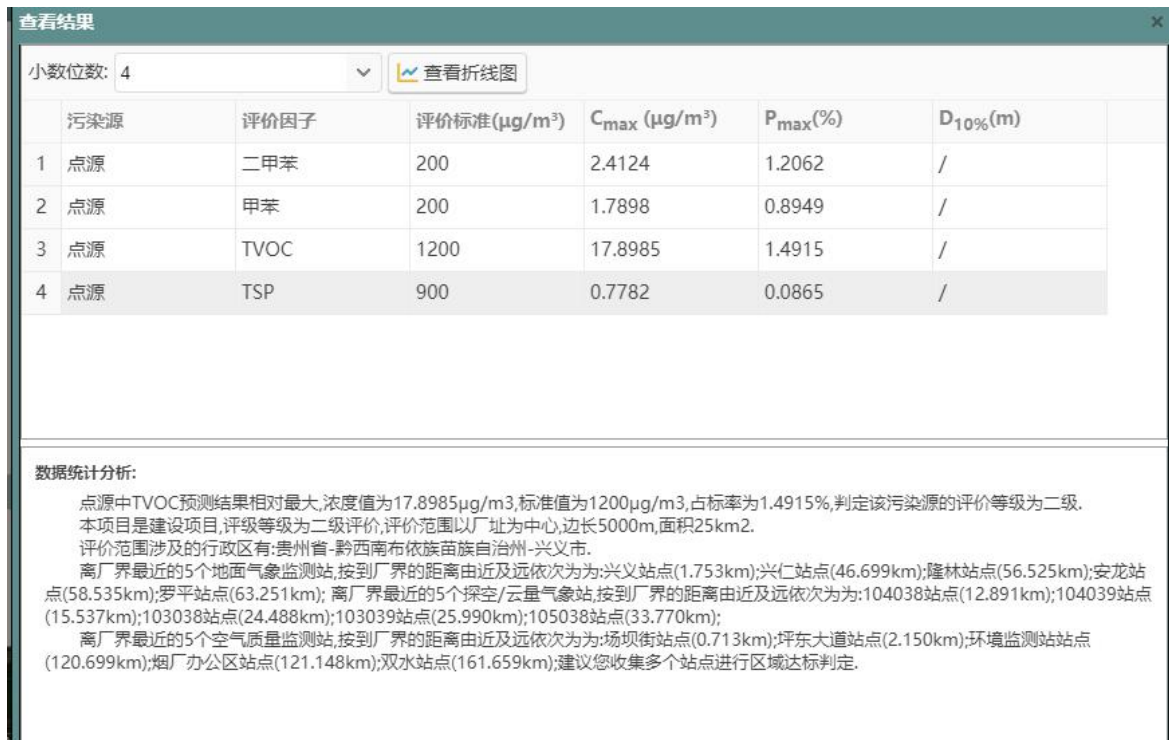 查看结果 ×
小数位数: 4 查看折线图
污染源 评价因子 评价标准(μg/m³) Cmax (μg/m³) Pmax(%) D10%(m)
1 点源 二甲苯 200 2.4124 1.2062 /
2 点源 甲苯 200 1.7898 0.8949 /
3 点源 TVOC 1200 17.8985 1.4915 /
4 点源 TSP 900 0.7782 0.0865 /
数据统计分析:
点源中TVOC预测结果相对最大,浓度值为17.8985μg/m3,标准值为1200μg/m3,占标率为1.4915%,判定该污染源的评价等级为二级.
本项目是建设项目,评级等级为二级评价,评价范围以厂址为中心,边长5000m,面积25km2.
评价范围涉及的行政区有:贵州省-黔西南布依族苗族自治州-兴义市.
离厂界最近的5个地面气象监测站,按到厂界的距离由近及远依次为为:兴义站点(1.753km);兴仁站点(46.699km);隆林站点(56.525km);安龙站
点(58.535km);罗平站点(63.251km); 离厂界最近的5个探空/云量气象站,按到厂界的距离由近及远依次为为:104038站点(12.891km);104039站点
(15.537km);103038站点(24.488km);103039站点(25.990km);105038站点(33.770km);
离厂界最近的5个空气质量监测站,按到厂界的距离由近及远依次为为:场坝街站点(0.713km);坪东大道站点(2.150km);环境监测站站点
(120.699km);烟厂办公区站点(121.148km);双水站点(161.659km);建议您收集多个站点进行区域达标判定.